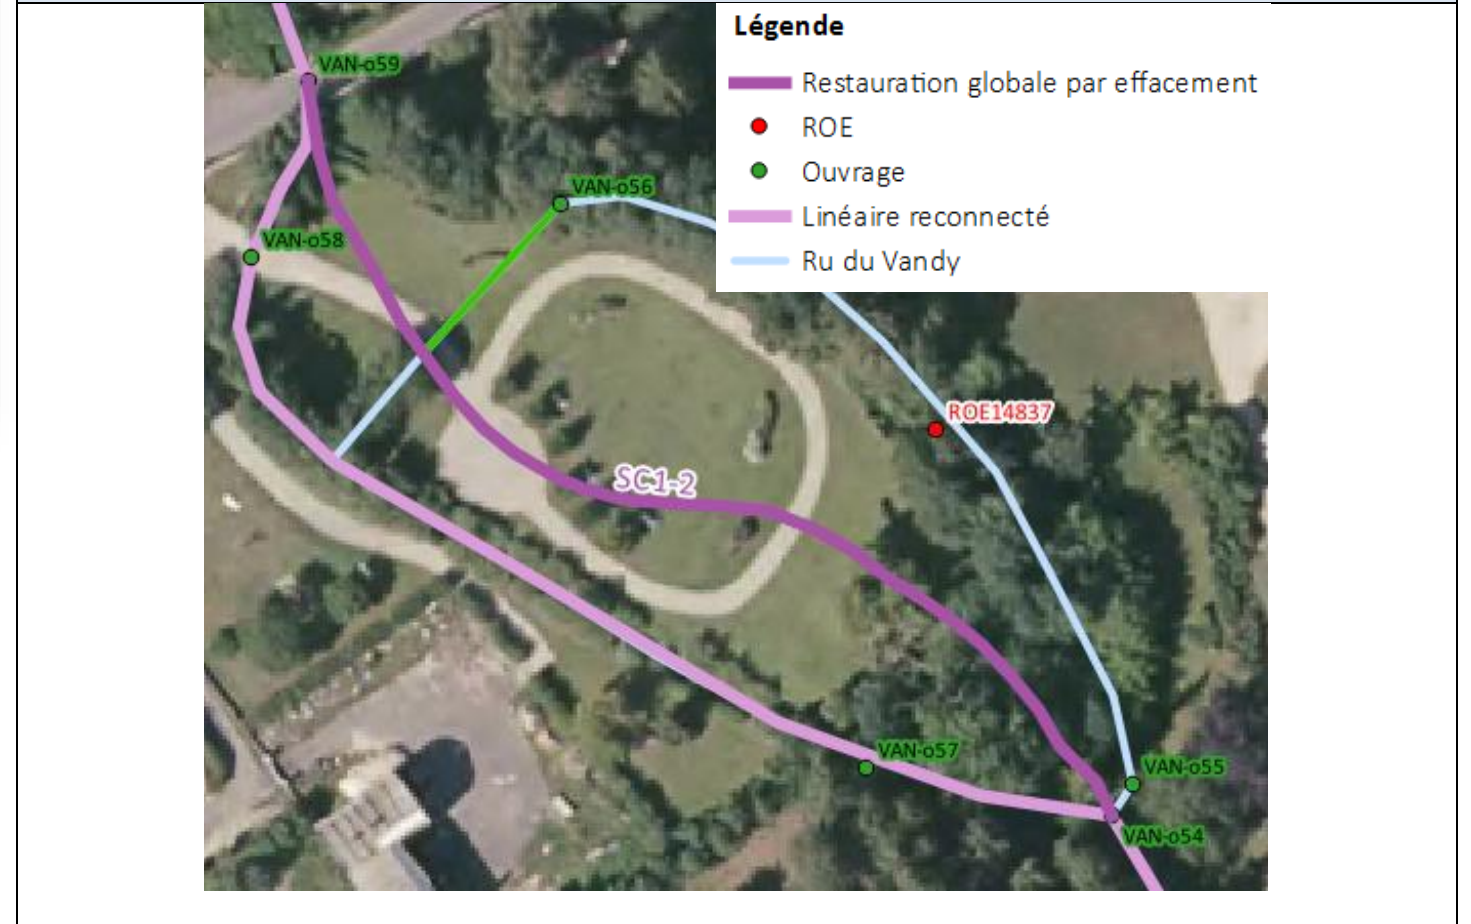 Légende
Restauration globale par effacement
ROE
Ouvrage
Linéaire reconnecté
Ru du Vandy
VAN-o59
VAN-o56
VAN-o58
ROE14837
SC1-2
VAN-o57
VAN-o55
VAN-o54